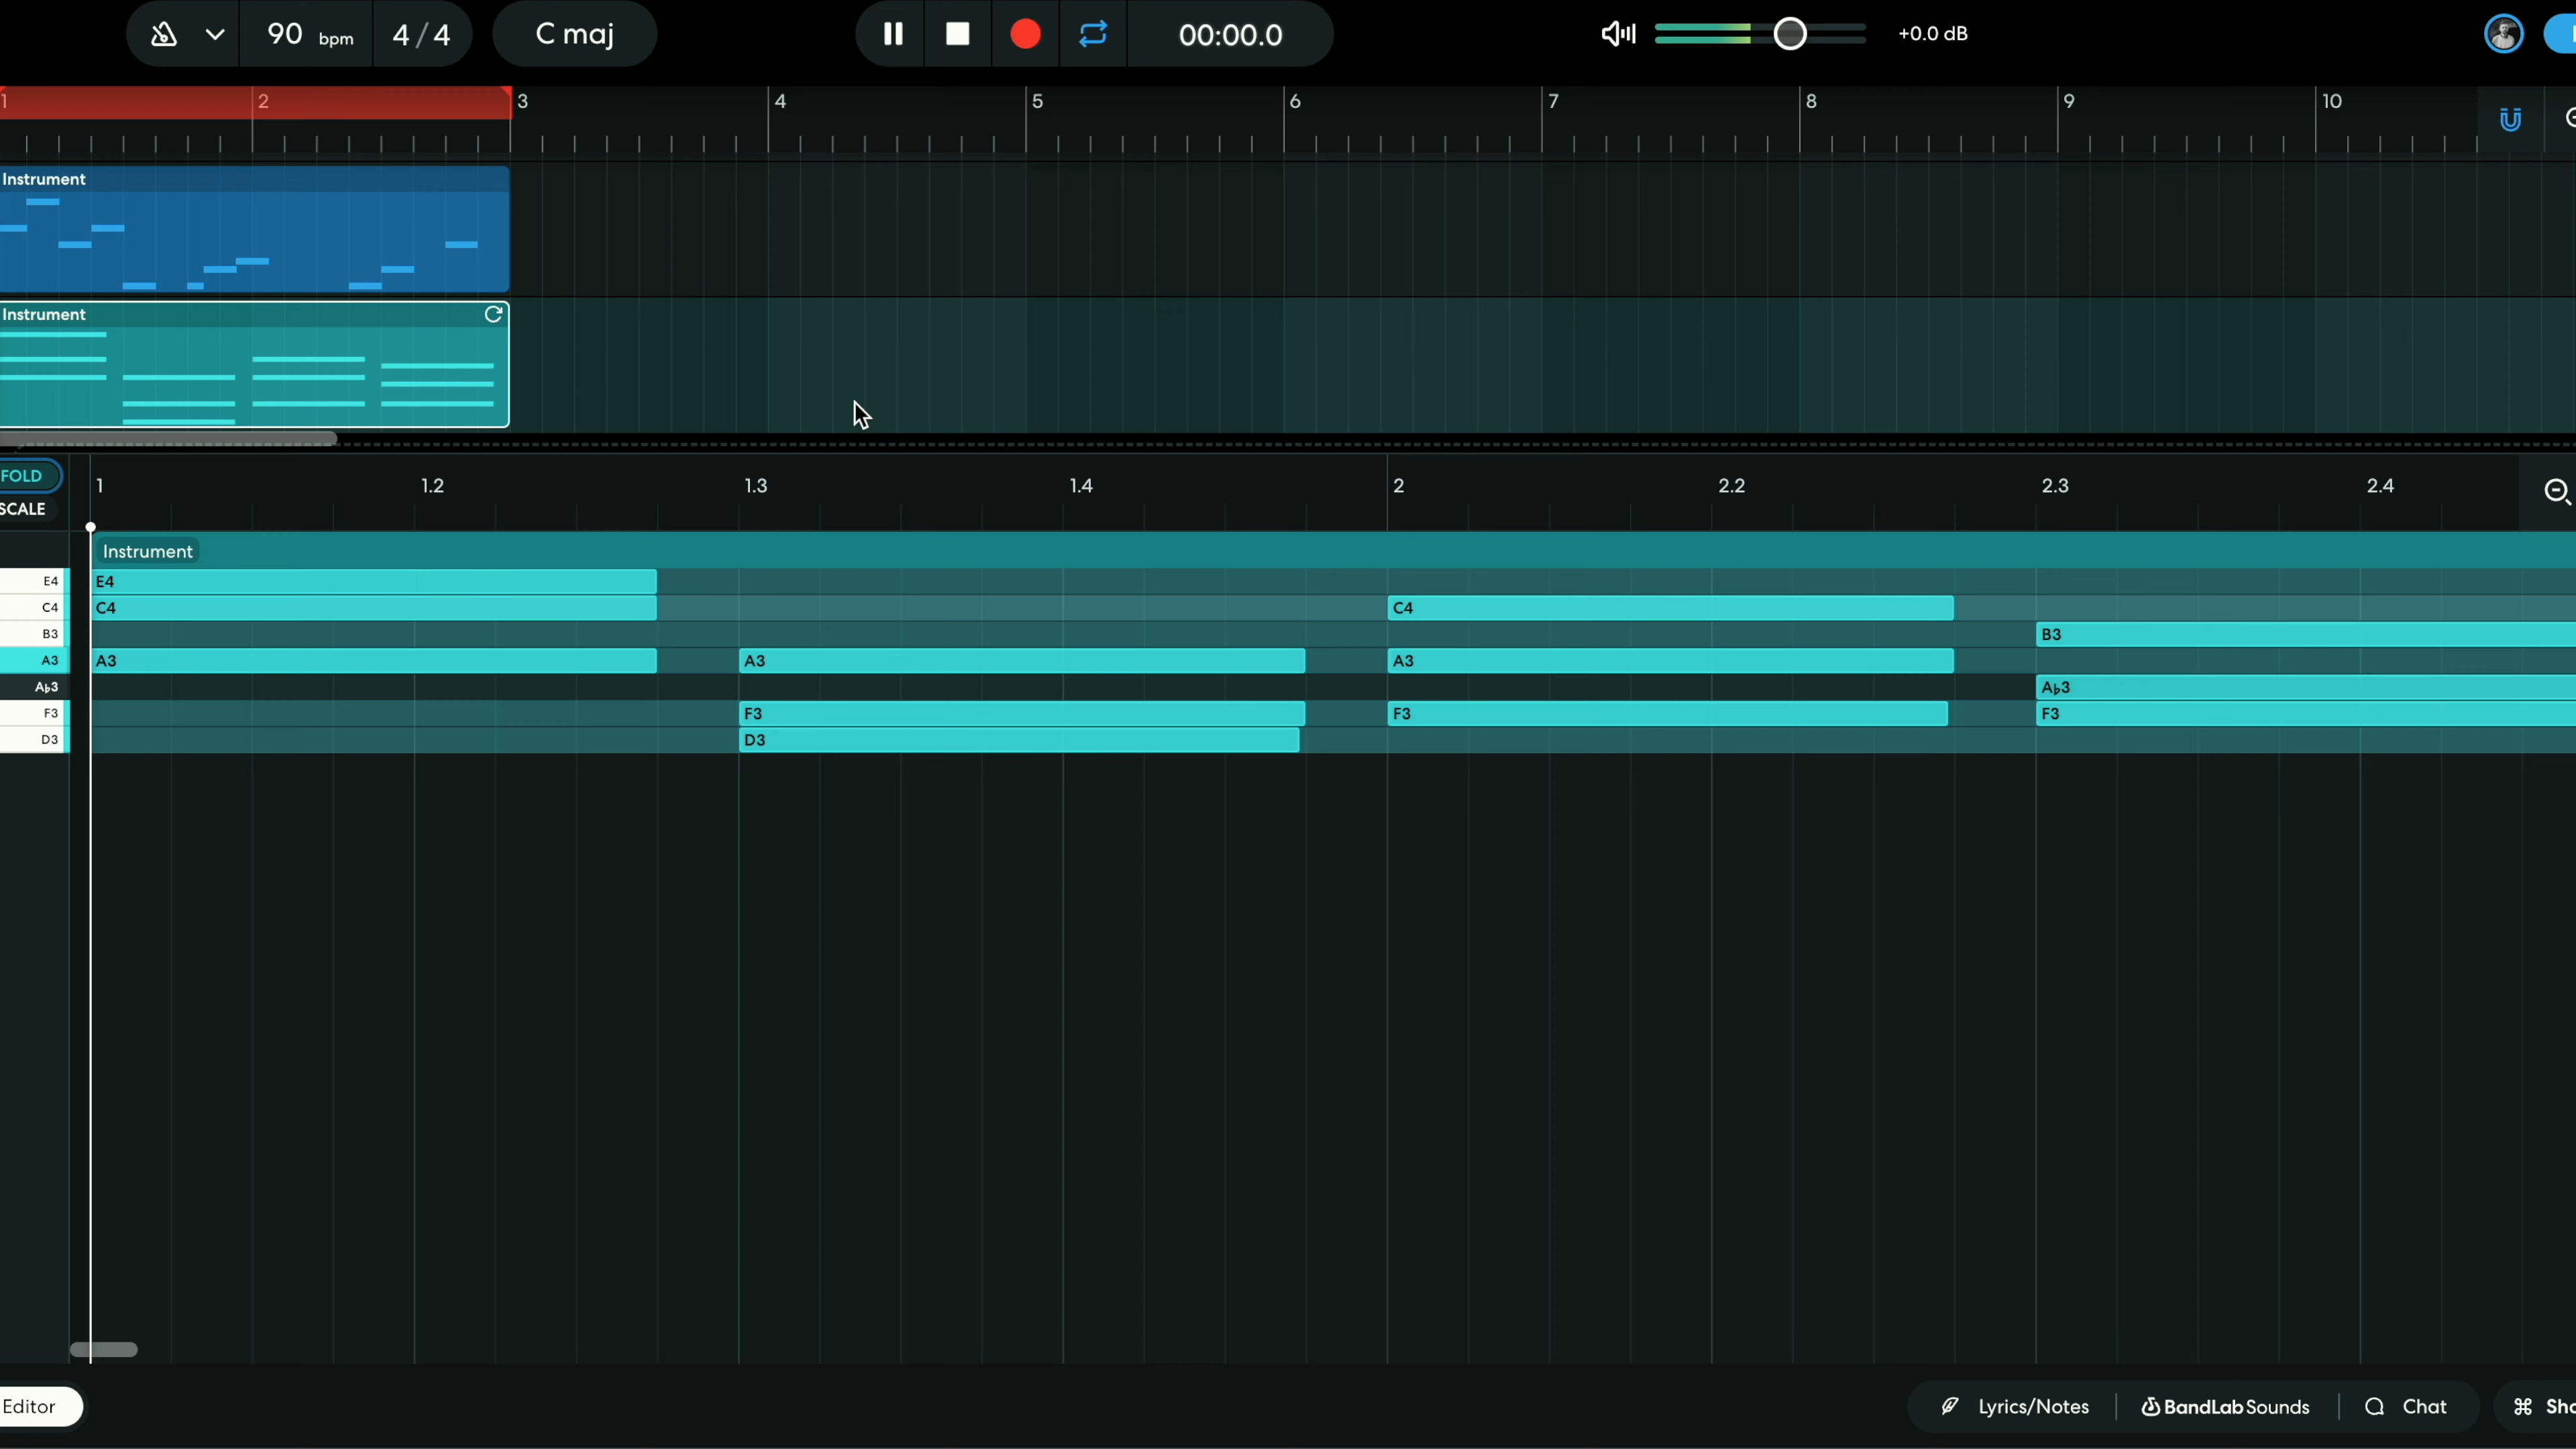 90 bpm 4/4 C maj 00:00.0 +0.0 dB
1 2 3 4 5 6 7 8 9 10
Instrument
Instrument
FOLD
SCALE
1 1.2 1.3 1.4 2 2.2 2.3 2.4
Instrument
E4 E4
C4 C4 C4
B3 B3
A3 A3 A3 A3
A♭3 A♭3
F3 F3 F3 F3
D3 D3
Editor Lyrics/Notes BandLab Sounds Chat